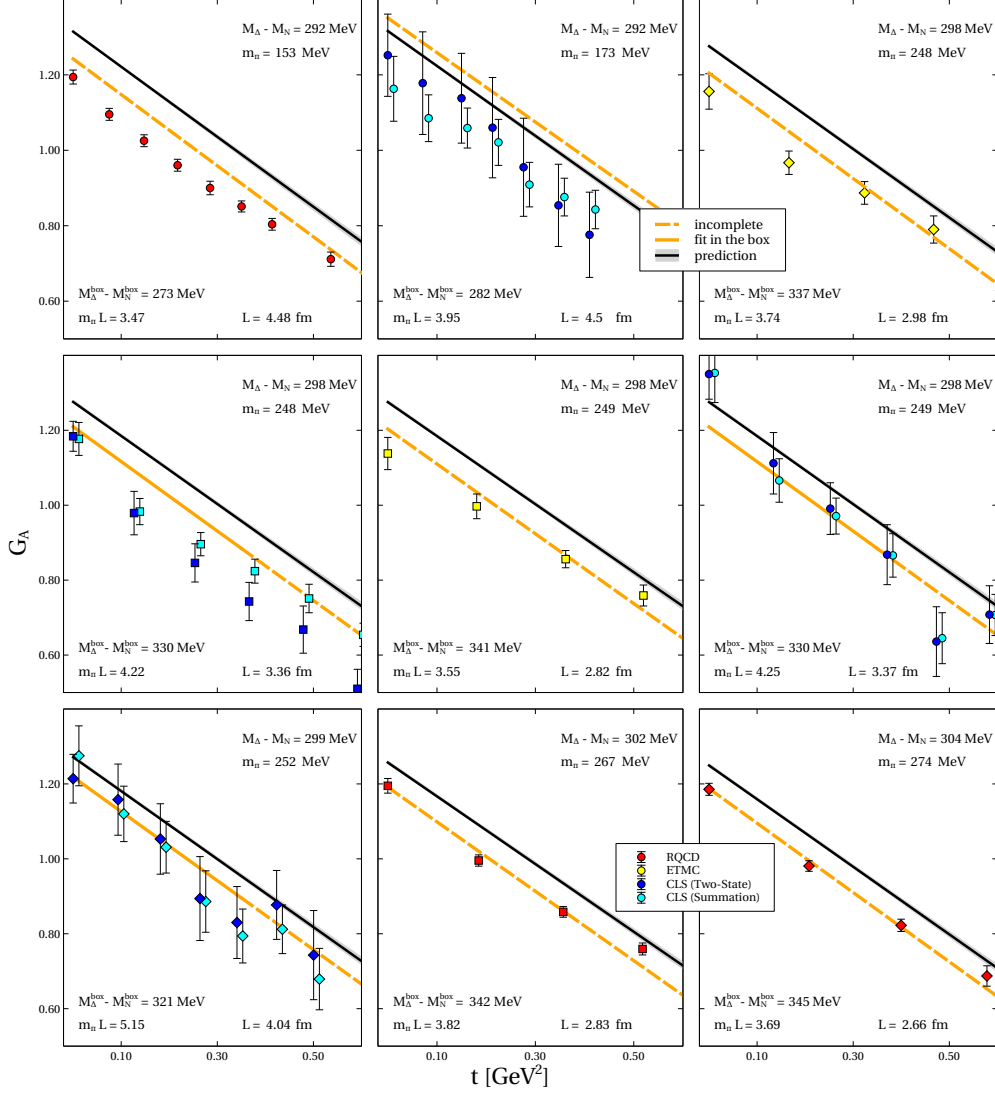 M_Δ - M_N = 292 MeV
m_π = 153 MeV
1.20
1.00
0.80
0.60
M_Δ^box - M_N^box = 273 MeV
m_π L = 3.47 L = 4.48 fm
M_Δ - M_N = 292 MeV
m_π = 173 MeV
M_Δ^box - M_N^box = 282 MeV
m_π L = 3.95 L = 4.5 fm
M_Δ - M_N = 298 MeV
m_π = 248 MeV
incomplete
fit in the box
prediction
M_Δ^box - M_N^box = 337 MeV
m_π L = 3.74 L = 2.98 fm
M_Δ - M_N = 298 MeV
m_π = 248 MeV
1.20
1.00
0.80
0.60
G_A
M_Δ^box - M_N^box = 330 MeV
m_π L = 4.22 L = 3.36 fm
M_Δ - M_N = 298 MeV
m_π = 249 MeV
M_Δ^box - M_N^box = 341 MeV
m_π L = 3.55 L = 2.82 fm
M_Δ - M_N = 298 MeV
m_π = 249 MeV
M_Δ^box - M_N^box = 330 MeV
m_π L = 4.25 L = 3.37 fm
M_Δ - M_N = 299 MeV
m_π = 252 MeV
1.20
1.00
0.80
0.60
M_Δ^box - M_N^box = 321 MeV
m_π L = 5.15 L = 4.04 fm
0.10 0.30 0.50
M_Δ - M_N = 302 MeV
m_π = 267 MeV
M_Δ^box - M_N^box = 342 MeV
m_π L = 3.82 L = 2.83 fm
0.10 0.30 0.50
M_Δ - M_N = 304 MeV
m_π = 274 MeV
RQCD
ETMC
CLS (Two-State)
CLS (Summation)
M_Δ^box - M_N^box = 345 MeV
m_π L = 3.69 L = 2.66 fm
0.10 0.30 0.50
t [GeV²]